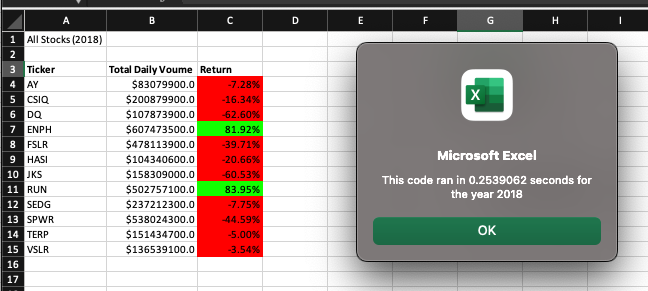 A B C D E F G H I
1 All Stocks (2018)
2
3 Ticker Total Daily Voume Return
4 AY $83079900.0 -7.28%
5 CSIQ $200879900.0 -16.34%
6 DQ $107873900.0 -62.60%
7 ENPH $607473500.0 81.92%
8 FSLR $478113900.0 -39.71%
9 HASI $104340600.0 -20.66%
10 JKS $158309000.0 -60.53%
11 RUN $502757100.0 83.95%
12 SEDG $237212300.0 -7.75%
13 SPWR $538024300.0 -44.59%
14 TERP $151434700.0 -5.00%
15 VSLR $136539100.0 -3.54%
16
17
X
Microsoft Excel
This code ran in 0.2539062 seconds for
the year 2018
OK